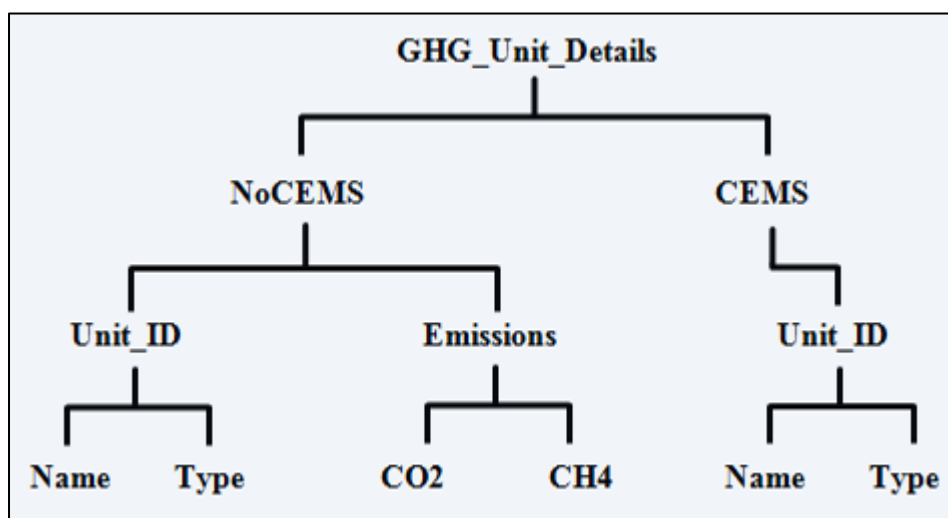 GHG_Unit_Details
NoCEMS CEMS
Unit_ID Emissions Unit_ID
Name Type CO2 CH4 Name Type